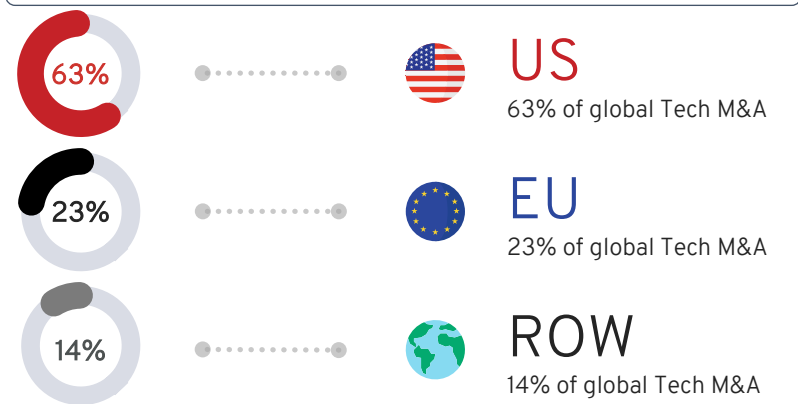 63%
US
63% of global Tech M&A
23%
EU
23% of global Tech M&A
14%
ROW
14% of global Tech M&A